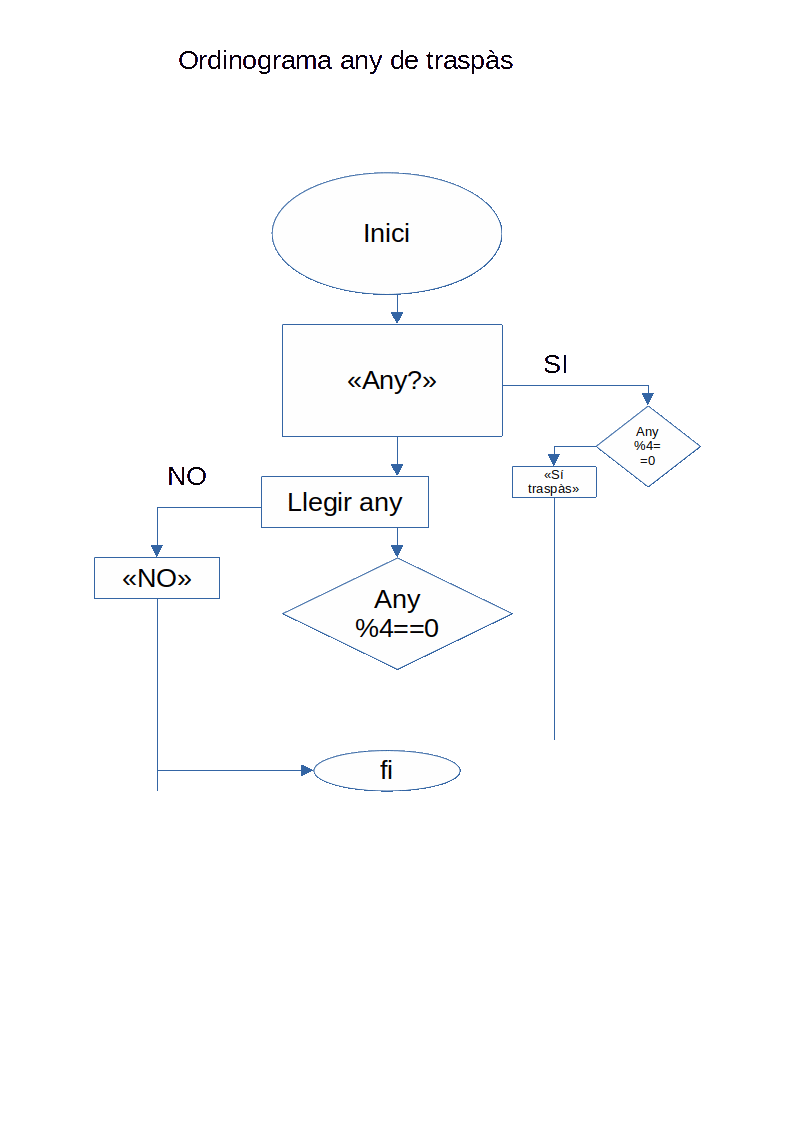 Ordinograma any de traspàs
Inici
«Any?»
SI
Any
%4=
=0
«Sí
traspàs»
NO
Llegir any
«NO»
Any
%4==0
fi